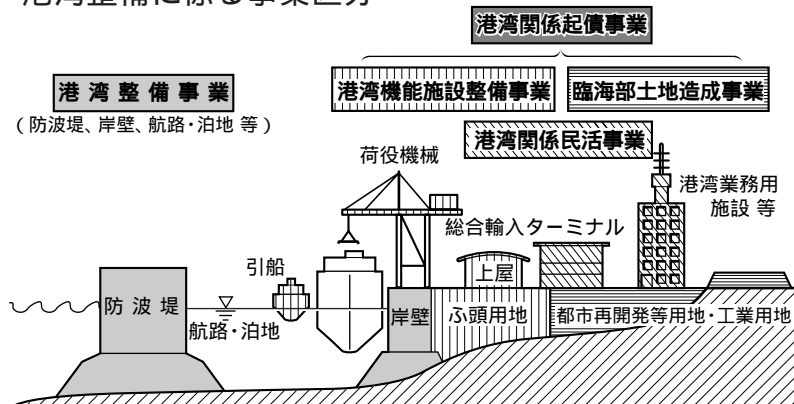 港湾整備に係る事業区分
港湾関係起債事業
港湾整備事業
港湾機能施設整備事業
臨海部土地造成事業
(防波堤、岸壁、航路・泊地 等)
港湾関係民活事業
荷役機械
港湾業務用
施設 等
総合輸入ターミナル
引船
上屋
防波堤
航路・泊地
岸壁
ふ頭用地
都市再開発等用地・工業用地